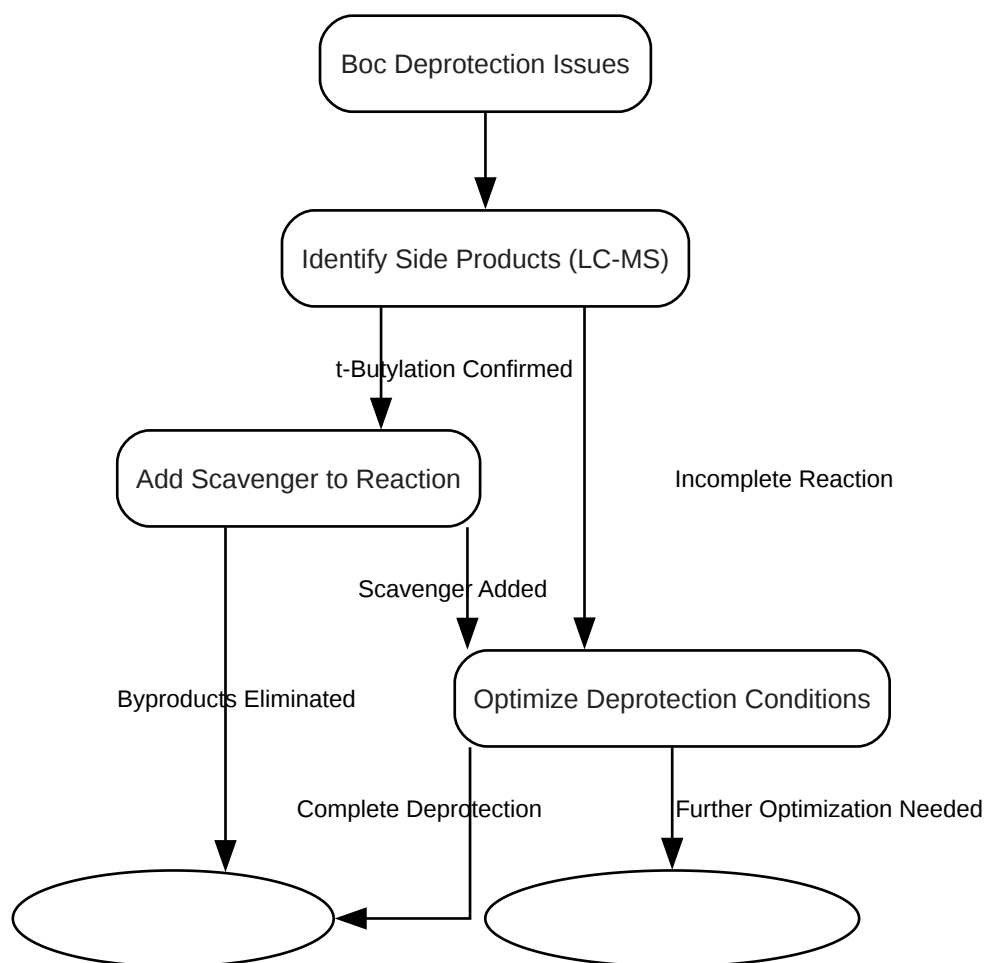 Boc Deprotection Issues
Identify Side Products (LC-MS)
t-Butylation Confirmed
Add Scavenger to Reaction
Incomplete Reaction
Scavenger Added
Byproducts Eliminated
Optimize Deprotection Conditions
Complete Deprotection
Further Optimization Needed